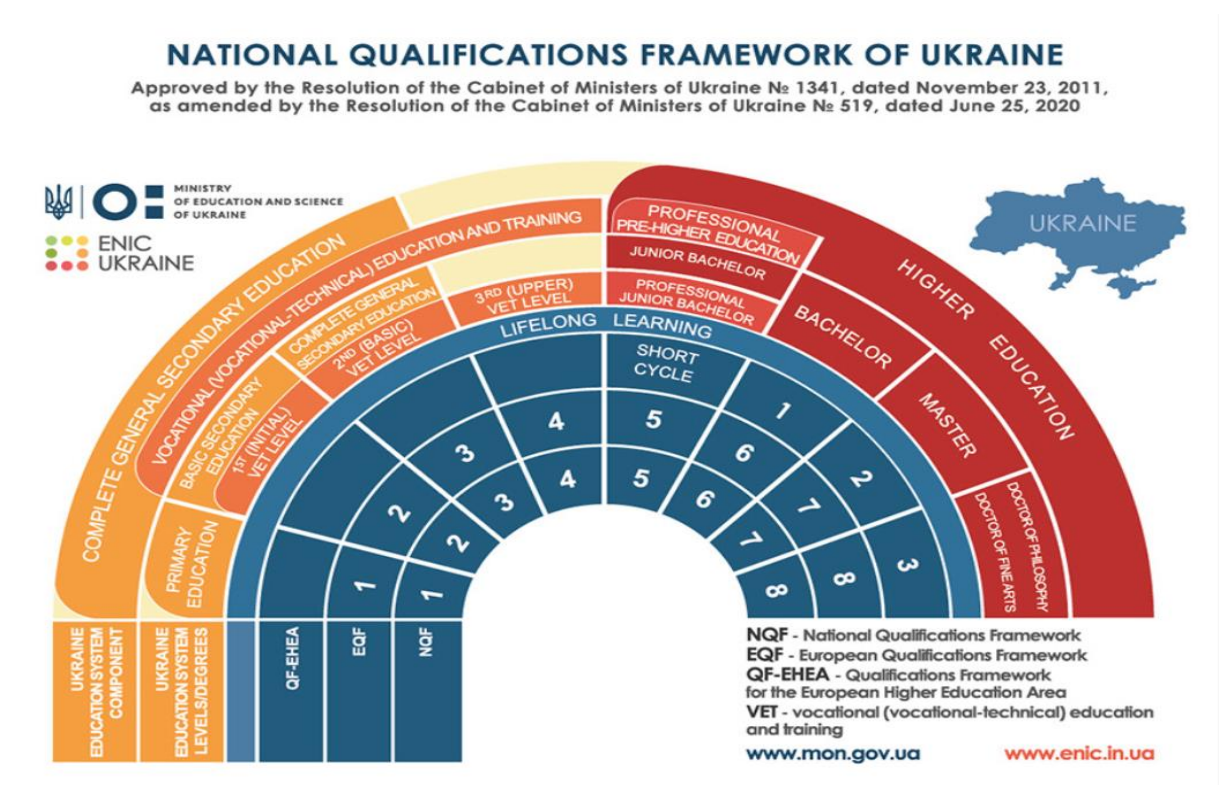 NATIONAL QUALIFICATIONS FRAMEWORK OF UKRAINE
Approved by the Resolution of the Cabinet of Ministers of Ukraine № 1341, dated November 23, 2011,
as amended by the Resolution of the Cabinet of Ministers of Ukraine № 519, dated June 25, 2020
MINISTRY
OF EDUCATION AND SCIENCE
OF UKRAINE
ENIC
UKRAINE
UKRAINE
COMPLETE GENERAL SECONDARY EDUCATION
VOCATIONAL (VOCATIONAL-TECHNICAL) EDUCATION AND TRAINING
PROFESSIONAL
PRE-HIGHER EDUCATION
HIGHER EDUCATION
PRIMARY
EDUCATION
BASIC SECONDARY
EDUCATION
1ST (INITIAL)
VET LEVEL
COMPLETE GENERAL
SECONDARY EDUCATION
2ND (BASIC)
VET LEVEL
3RD (UPPER)
VET LEVEL
JUNIOR BACHELOR
PROFESSIONAL
JUNIOR BACHELOR
BACHELOR
MASTER
DOCTOR OF PHILOSOPHY
DOCTOR OF FINE ARTS
LIFELONG LEARNING
SHORT
CYCLE
1
2
3
1
2
3
4
5
6
7
8
1
2
3
4
5
6
7
8
UKRAINE
EDUCATION SYSTEM
COMPONENT
UKRAINE
EDUCATION SYSTEM
LEVELS/DEGREES
QF-EHEA
EQF
NQF
NQF - National Qualifications Framework
EQF - European Qualifications Framework
QF-EHEA - Qualifications Framework
for the European Higher Education Area
VET - vocational (vocational-technical) education
and training
www.mon.gov.ua
www.enic.in.ua